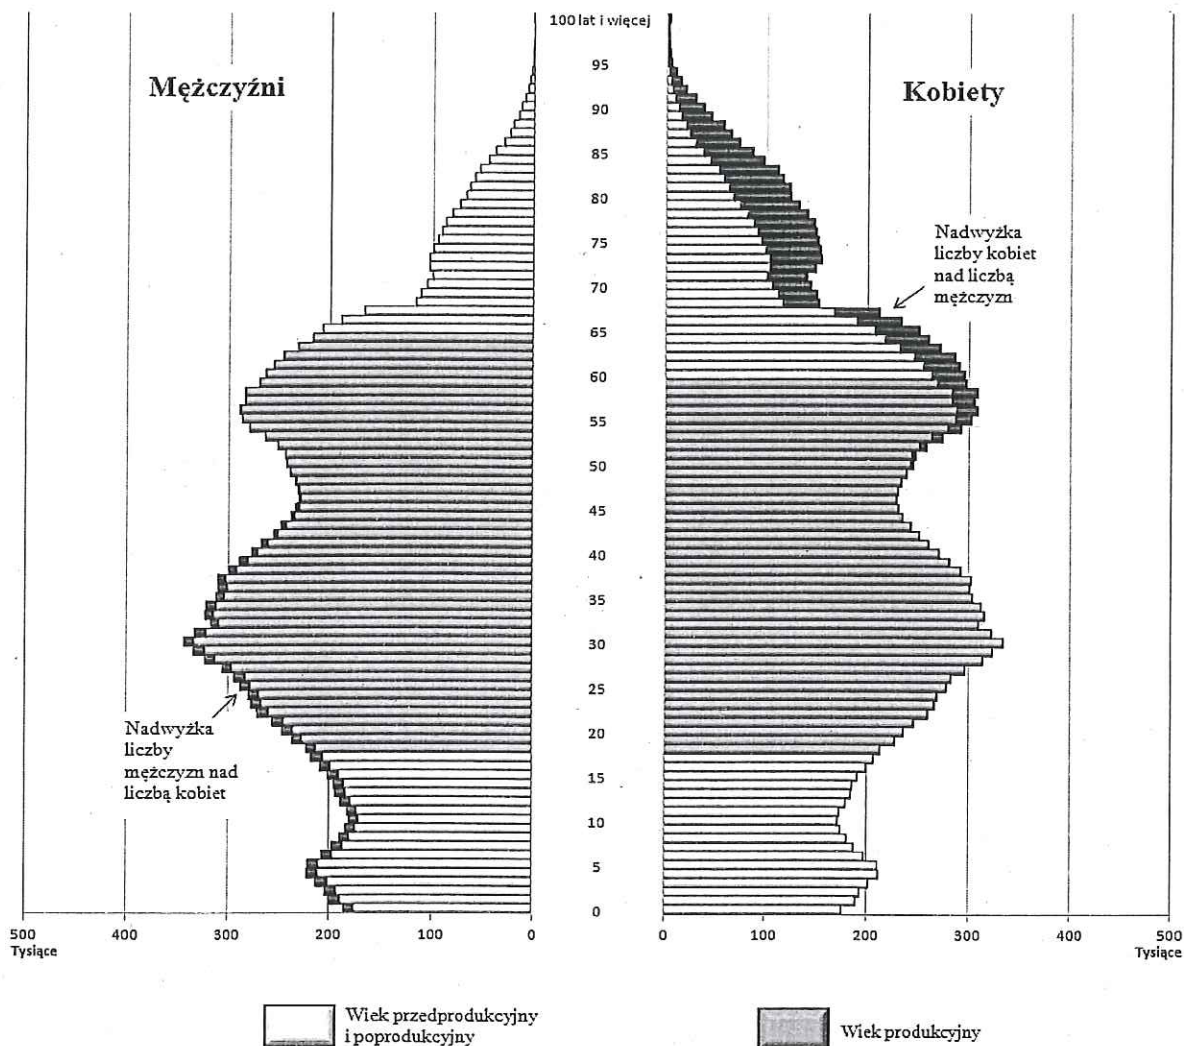 100 lat i więcej
Mężczyźni
Kobiety
95
90
85
80
75
70
65
60
55
50
45
40
35
30
25
20
15
10
5
0
Nadwyżka
liczby kobiet
nad liczbą
mężczyzn
Nadwyżka
liczby
mężczyzn nad
liczbą kobiet
500 400 300 200 100 0
Tysiące
0 100 200 300 400 500
Tysiące
Wiek przedprodukcyjny
i poprodukcyjny
Wiek produkcyjny